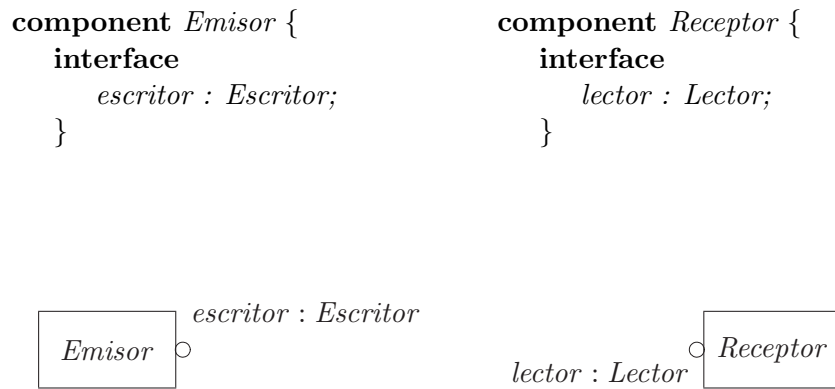 component Emisor {
interface
escritor : Escritor;
}
component Receptor {
interface
lector : Lector;
}
escritor : Escritor
Emisor
lector : Lector
Receptor